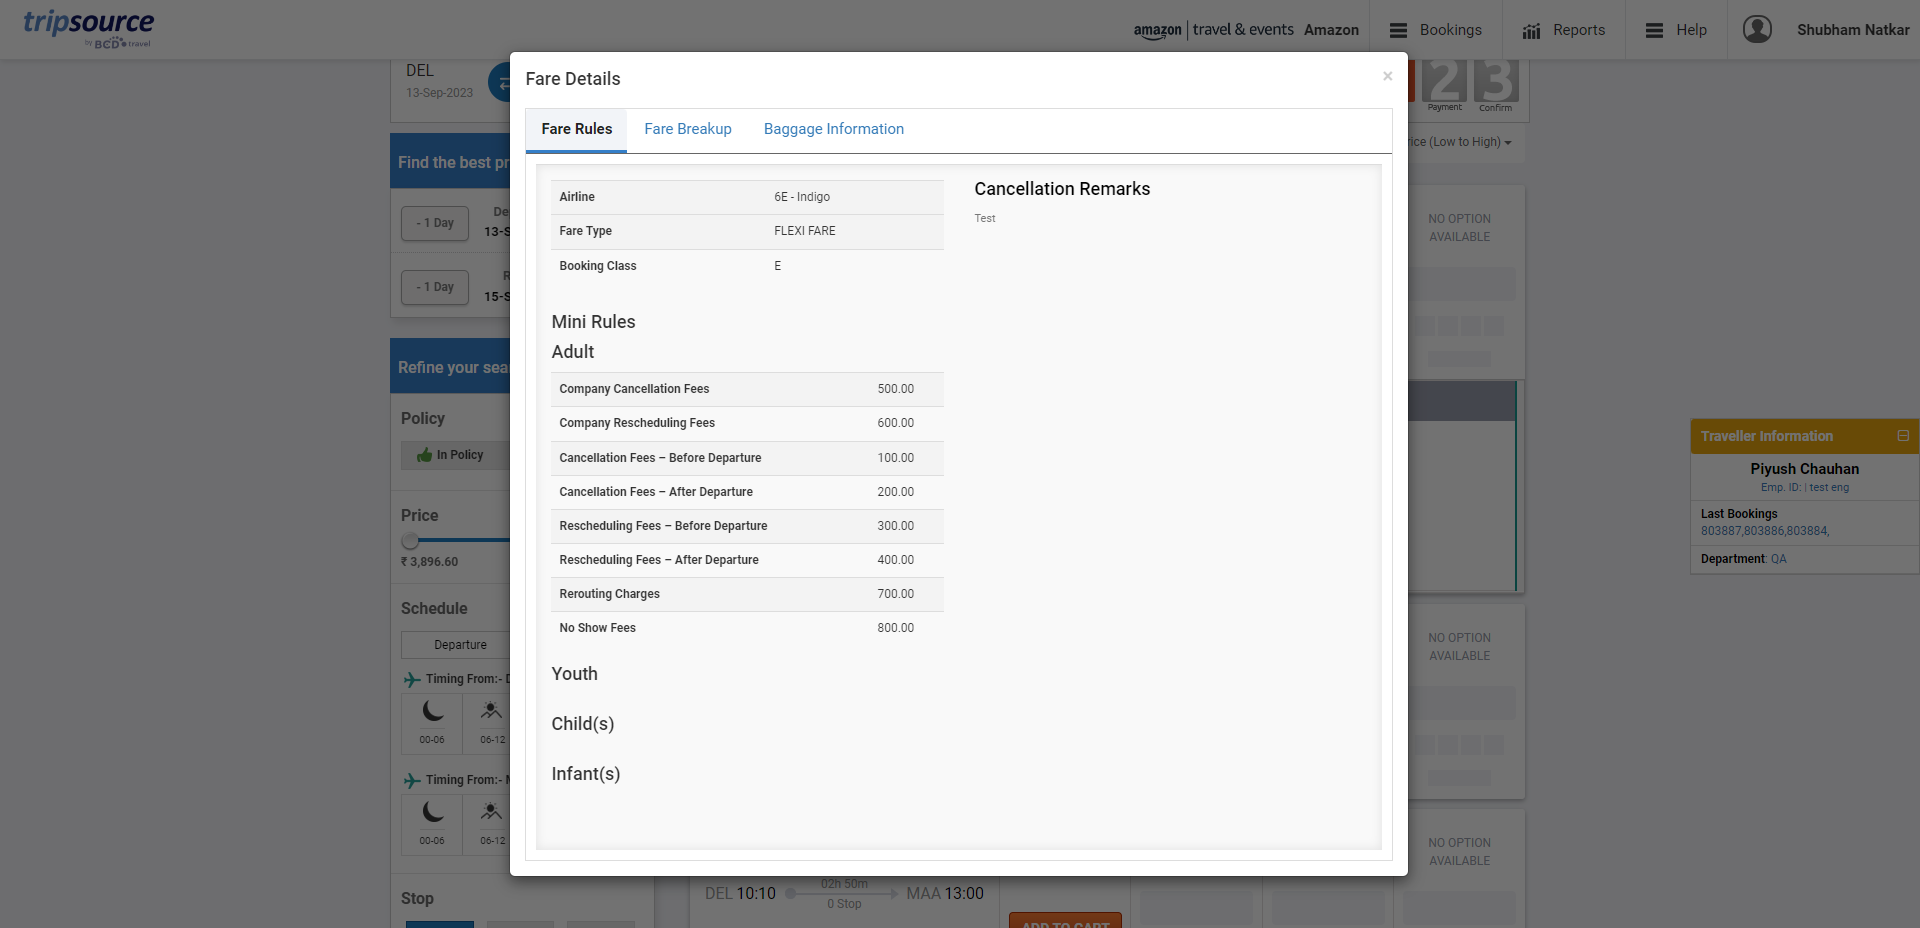 tripsource
by BCD travel
amazon travel & events Amazon
Bookings
Reports
Help
Shubham Natkar
DEL
13-Sep-2023
2 3
Payment Confirm
Price (Low to High)
Find the best
- 1 Day
13-S
- 1 Day
15-S
Refine your
Policy
In Policy
Price
₹ 3,896.60
Schedule
Departure
Timing From:-
00-06 06-12
Timing From:-
00-06 06-12
Stop
Fare Details
×
Fare Rules Fare Breakup Baggage Information
Airline 6E - Indigo
Fare Type FLEXI FARE
Booking Class E
Mini Rules
Adult
Company Cancellation Fees 500.00
Company Rescheduling Fees 600.00
Cancellation Fees – Before Departure 100.00
Cancellation Fees – After Departure 200.00
Rescheduling Fees – Before Departure 300.00
Rescheduling Fees – After Departure 400.00
Rerouting Charges 700.00
No Show Fees 800.00
Youth
Child(s)
Infant(s)
Cancellation Remarks
Test
NO OPTION
AVAILABLE
NO OPTION
AVAILABLE
NO OPTION
AVAILABLE
Traveller Information
Piyush Chauhan
Emp. ID: | test eng
Last Bookings
803887,803886,803884,
Department: QA
DEL 10:10
02h 50m
0 Stop
MAA 13:00
ADD TO CART